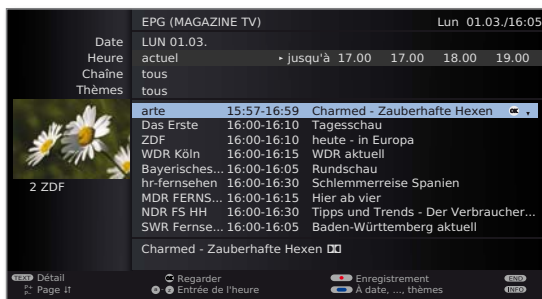 EPG (MAGAZINE TV) Lun 01.03./16:05
Date LUN 01.03.
Heure actuel ▸ jusqu'à 17.00 17.00 18.00 19.00
Chaîne tous
Thèmes tous
arte 15:57-16:59 Charmed - Zauberhafte Hexen OK
Das Erste 16:00-16:10 Tagesschau
ZDF 16:00-16:10 heute - in Europa
WDR Köln 16:00-16:15 WDR aktuell
Bayerisches... 16:00-16:05 Rundschau
hr-fernsehen 16:00-16:30 Schlemmerreise Spanien
MDR FERNS... 16:00-16:15 Hier ab vier
NDR FS HH 16:00-16:30 Tipps und Trends - Der Verbraucher...
SWR Fernse... 16:00-16:05 Baden-Württemberg aktuell
2 ZDF
Charmed - Zauberhafte Hexen
TEXT Détail OK Regarder Enregistrement END
P+ P- Page ↓↑ 0-9 Entrée de l'heure À date, ..., thèmes INFO